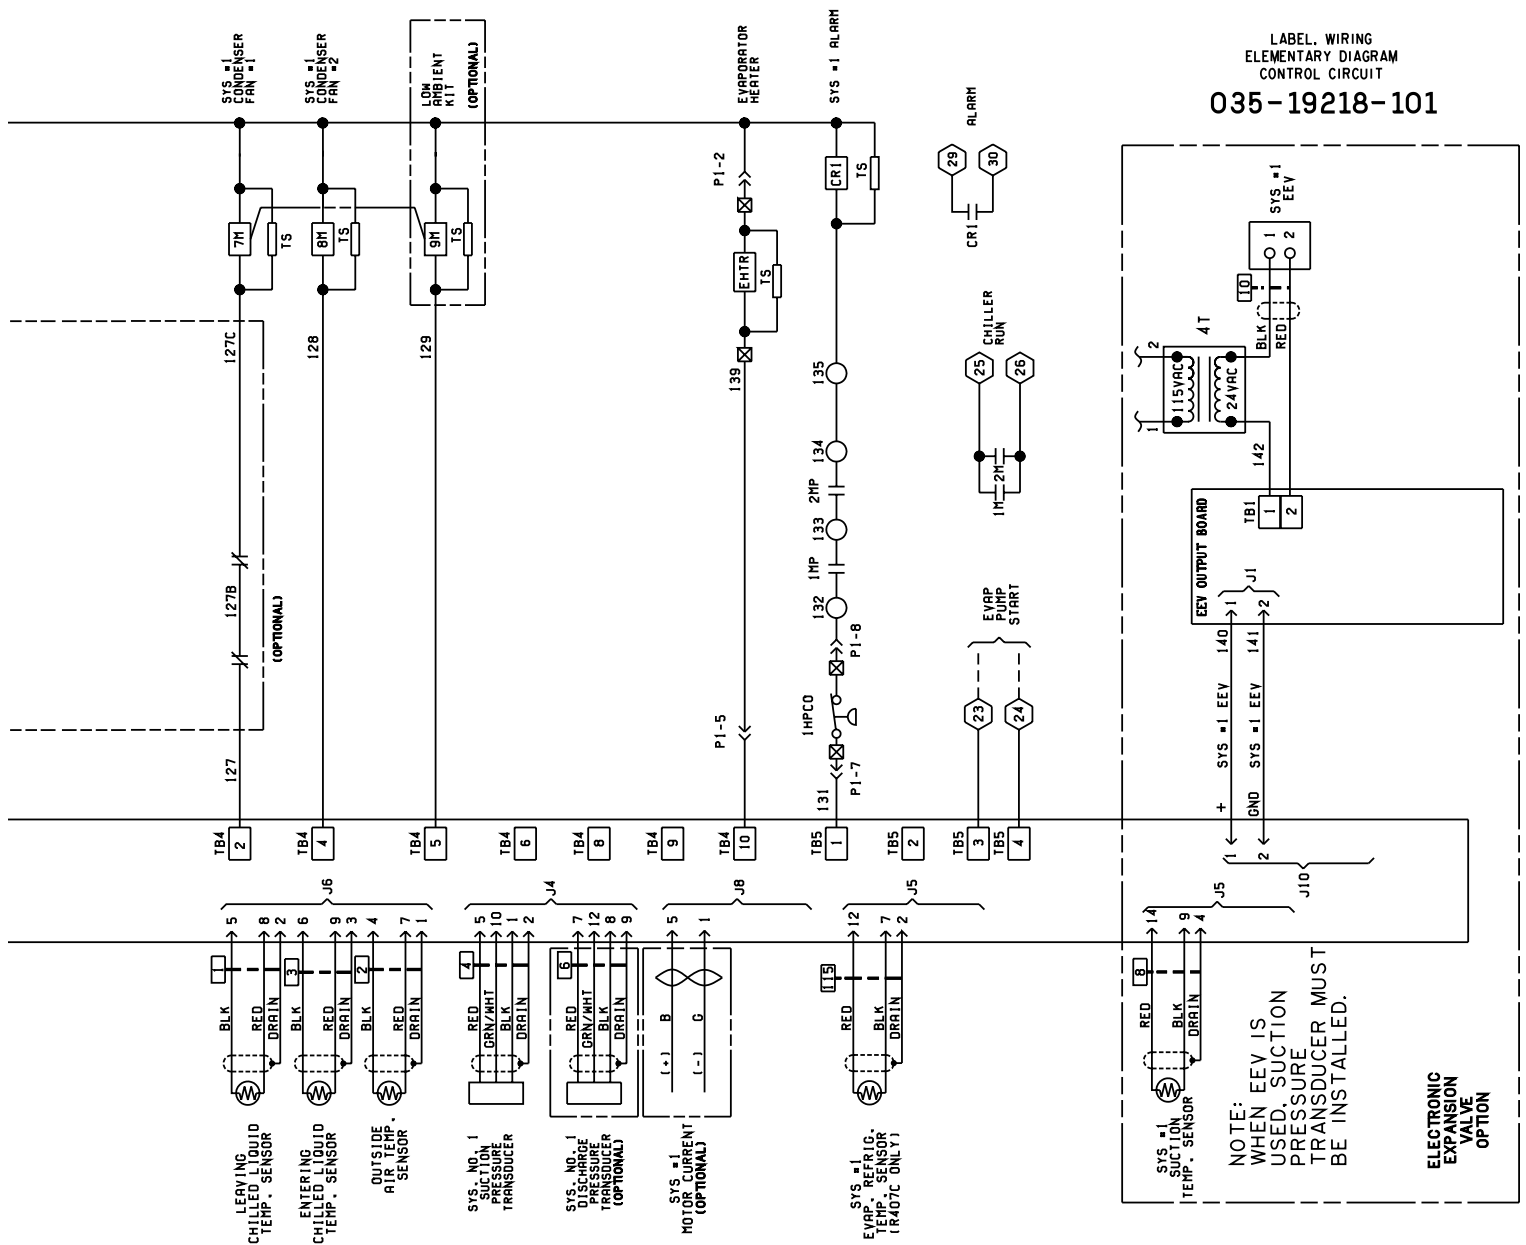 LABEL, WIRING
ELEMENTARY DIAGRAM
CONTROL CIRCUIT
035-19218-101
SYS #1
CONDENSER
FAN #1
SYS #1
CONDENSER
FAN #2
LOW
AMBIENT
KIT
(OPTIONAL)
EVAPORATOR
HEATER
SYS #1 ALARM
ALARM
7M
TS
8M
TS
9M
TS
P1-2
EHTR
TS
CR1
TS
29
30
CR1
SYS #1
EEV
1
2
10
BLK
RED
4T
2
1
115VAC
24VAC
142
127C
128
129
139
135
134
2MP
133
1MP
132
P1-8
1HPCO
P1-7
131
CHILLER
RUN
25
26
1M
2M
127B
(OPTIONAL)
127
P1-5
EVAP
PUMP
START
23
24
EEV OUTPUT BOARD
TB1
1
2
J1
1
2
140
141
SYS #1 EEV
SYS #1 EEV
+
GND
TB4
2
TB4
4
TB4
5
TB4
6
TB4
8
TB4
9
TB4
10
TB5
1
TB5
2
TB5
3
TB5
4
1
2
J10
J6
5
8
2
6
9
3
4
7
1
J4
5
10
1
2
7
12
8
9
J8
5
1
J5
12
7
2
J5
14
9
4
1
BLK
RED
DRAIN
3
BLK
RED
DRAIN
2
BLK
RED
DRAIN
4
RED
GRN/WHT
BLK
DRAIN
6
RED
GRN/WHT
BLK
DRAIN
B
G
(+)
(-)
115
RED
BLK
DRAIN
8
RED
BLK
DRAIN
LEAVING
CHILLED LIQUID
TEMP. SENSOR
ENTERING
CHILLED LIQUID
TEMP. SENSOR
OUTSIDE
AIR TEMP.
SENSOR
SYS. NO. 1
SUCTION
PRESSURE
TRANSDUCER
SYS. NO. 1
DISCHARGE
PRESSURE
TRANSDUCER
(OPTIONAL)
SYS #1
MOTOR CURRENT
(OPTIONAL)
SYS #1
EVAP. REFRIG.
TEMP. SENSOR
(R407C ONLY)
SYS #1
SUCTION
TEMP. SENSOR
NOTE:
WHEN EEV IS
USED, SUCTION
PRESSURE
TRANSDUCER MUST
BE INSTALLED.
ELECTRONIC
EXPANSION
VALVE
OPTION